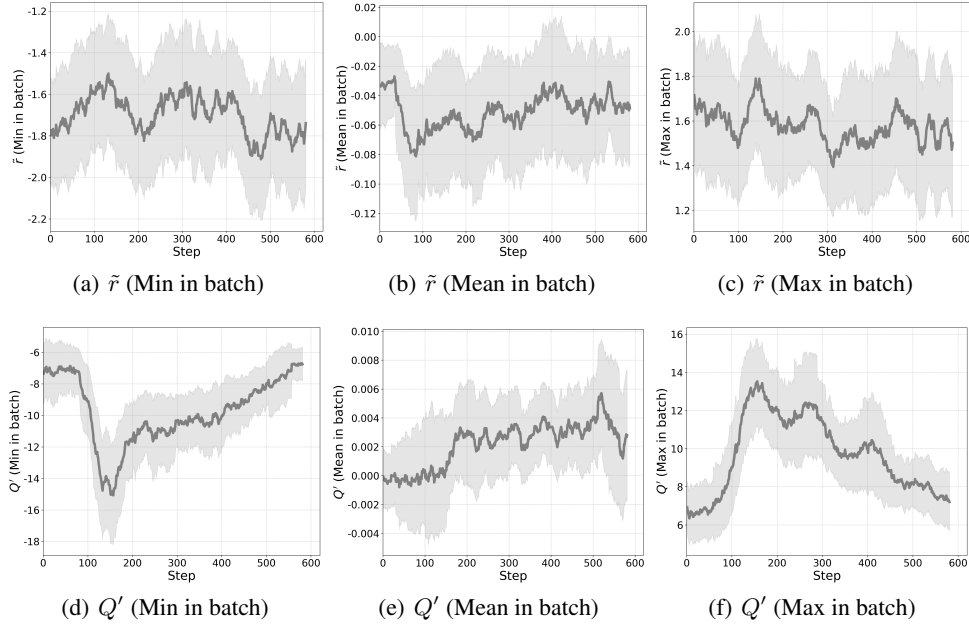 -1.2
-1.4
-1.6
-1.8
-2.0
-2.2
r̃ (Min in batch)
0 100 200 300 400 500 600
Step
(a) r̃ (Min in batch)
0.02
0.00
-0.02
-0.04
-0.06
-0.08
-0.10
-0.12
r̃ (Mean in batch)
0 100 200 300 400 500 600
Step
(b) r̃ (Mean in batch)
2.0
1.8
1.6
1.4
1.2
r̃ (Max in batch)
0 100 200 300 400 500 600
Step
(c) r̃ (Max in batch)
-6
-8
-10
-12
-14
-16
-18
Q′ (Min in batch)
0 100 200 300 400 500 600
Step
(d) Q′ (Min in batch)
0.010
0.008
0.006
0.004
0.002
0.000
-0.002
-0.004
Q′ (Mean in batch)
0 100 200 300 400 500 600
Step
(e) Q′ (Mean in batch)
16
14
12
10
8
6
Q′ (Max in batch)
0 100 200 300 400 500 600
Step
(f) Q′ (Max in batch)